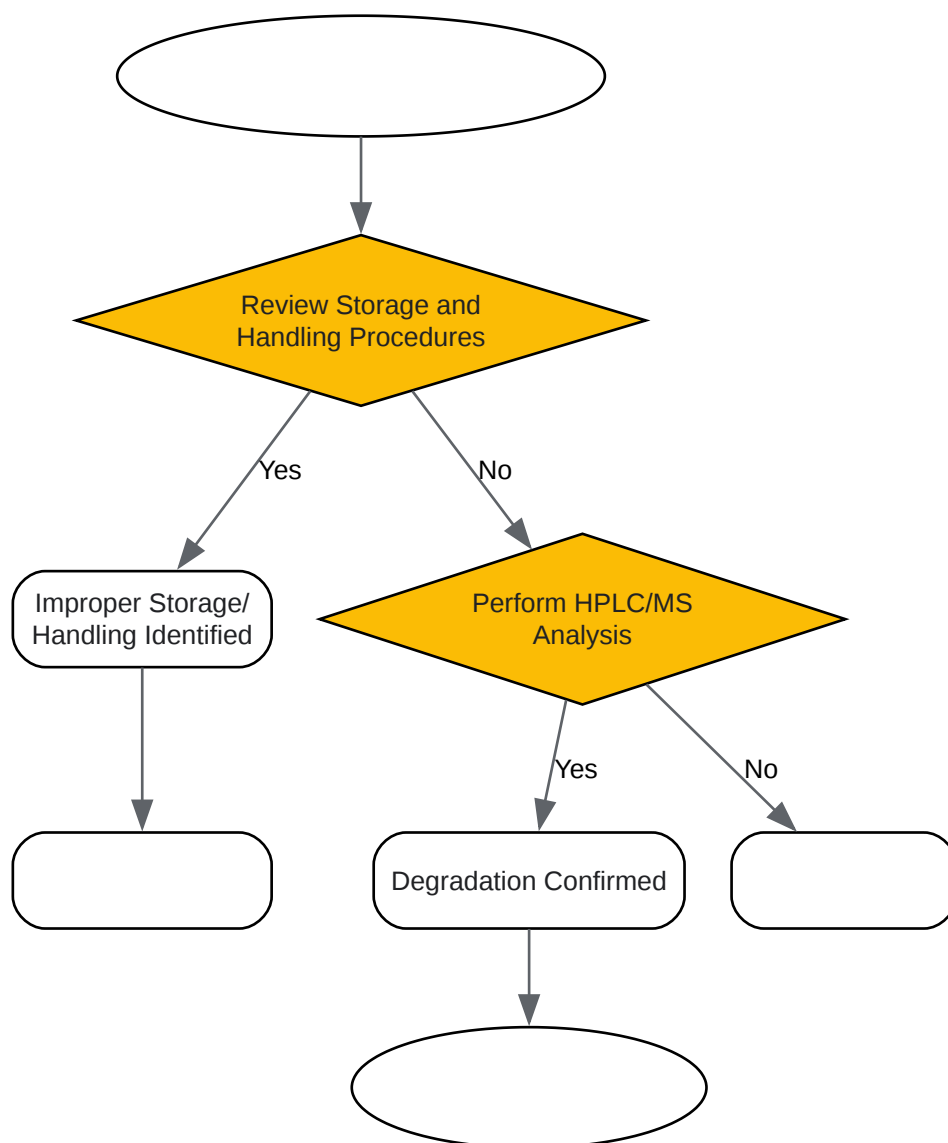 Review Storage and
Handling Procedures
Yes
No
Improper Storage/
Handling Identified
Perform HPLC/MS
Analysis
Yes
No
Degradation Confirmed